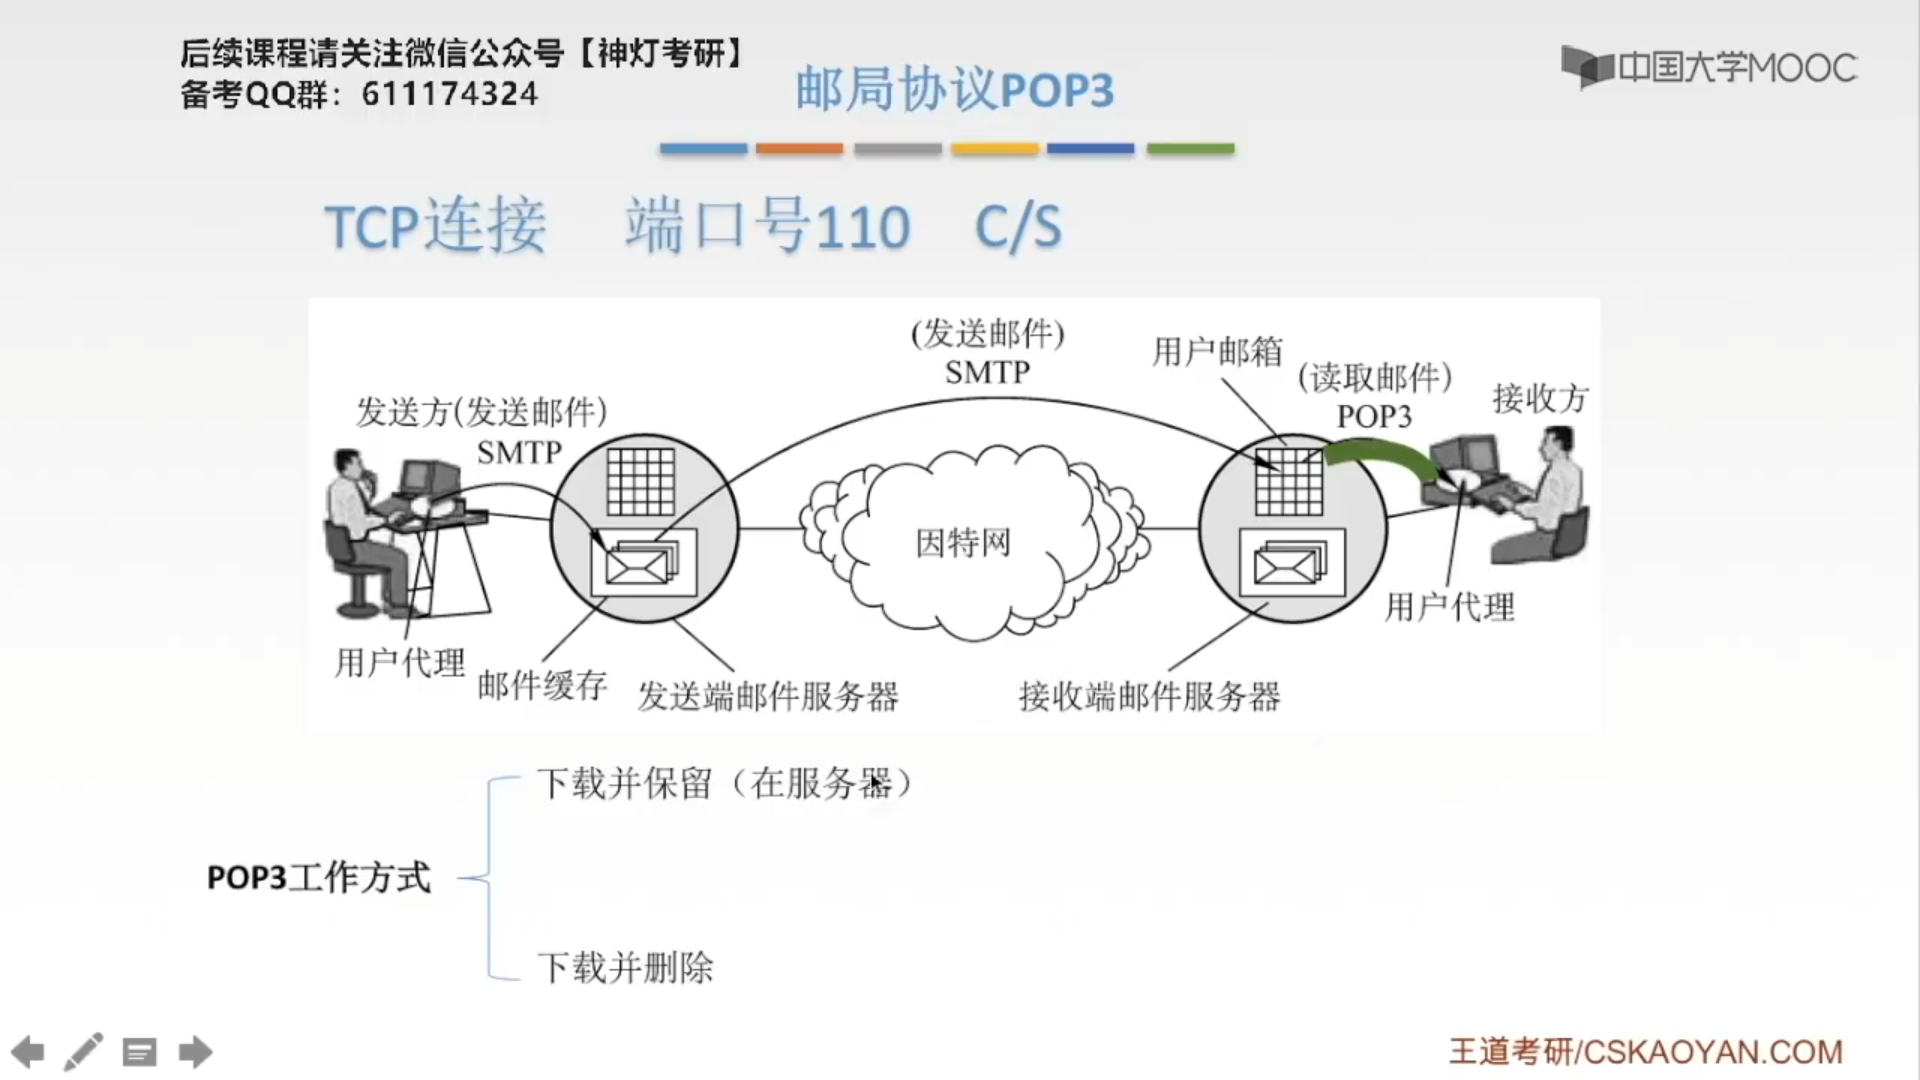 后续课程请关注微信公众号【神灯考研】
备考QQ群：611174324
中国大学MOOC
邮局协议POP3
TCP连接 端口号110 C/S
(发送邮件)
SMTP
用户邮箱
(读取邮件)
POP3
接收方
发送方(发送邮件)
SMTP
因特网
用户代理
邮件缓存
发送端邮件服务器
接收端邮件服务器
用户代理
下载并保留（在服务器）
POP3工作方式
下载并删除
王道考研/CSKAOYAN.COM